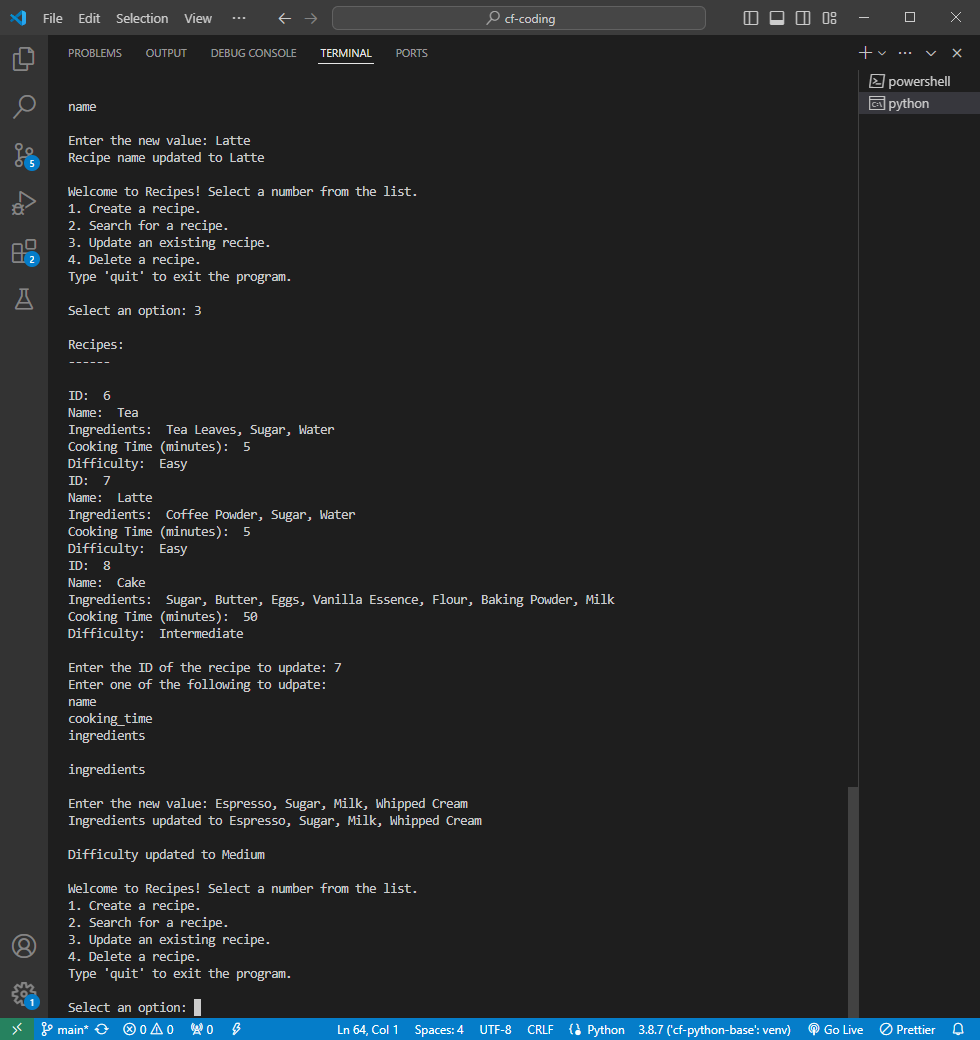 File Edit Selection View ··· cf-coding
PROBLEMS OUTPUT DEBUG CONSOLE TERMINAL PORTS
powershell
python
name
Enter the new value: Latte
Recipe name updated to Latte
Welcome to Recipes! Select a number from the list.
1. Create a recipe.
2. Search for a recipe.
3. Update an existing recipe.
4. Delete a recipe.
Type 'quit' to exit the program.
Select an option: 3
Recipes:
------
ID:  6
Name:  Tea
Ingredients:  Tea Leaves, Sugar, Water
Cooking Time (minutes):  5
Difficulty:  Easy
ID:  7
Name:  Latte
Ingredients:  Coffee Powder, Sugar, Water
Cooking Time (minutes):  5
Difficulty:  Easy
ID:  8
Name:  Cake
Ingredients:  Sugar, Butter, Eggs, Vanilla Essence, Flour, Baking Powder, Milk
Cooking Time (minutes):  50
Difficulty:  Intermediate
Enter the ID of the recipe to update: 7
Enter one of the following to udpate:
name
cooking_time
ingredients
ingredients
Enter the new value: Espresso, Sugar, Milk, Whipped Cream
Ingredients updated to Espresso, Sugar, Milk, Whipped Cream
Difficulty updated to Medium
Welcome to Recipes! Select a number from the list.
1. Create a recipe.
2. Search for a recipe.
3. Update an existing recipe.
4. Delete a recipe.
Type 'quit' to exit the program.
Select an option:
5
2
1
main* 0 0 0 Ln 64, Col 1 Spaces: 4 UTF-8 CRLF Python 3.8.7 ('cf-python-base': venv) Go Live Prettier